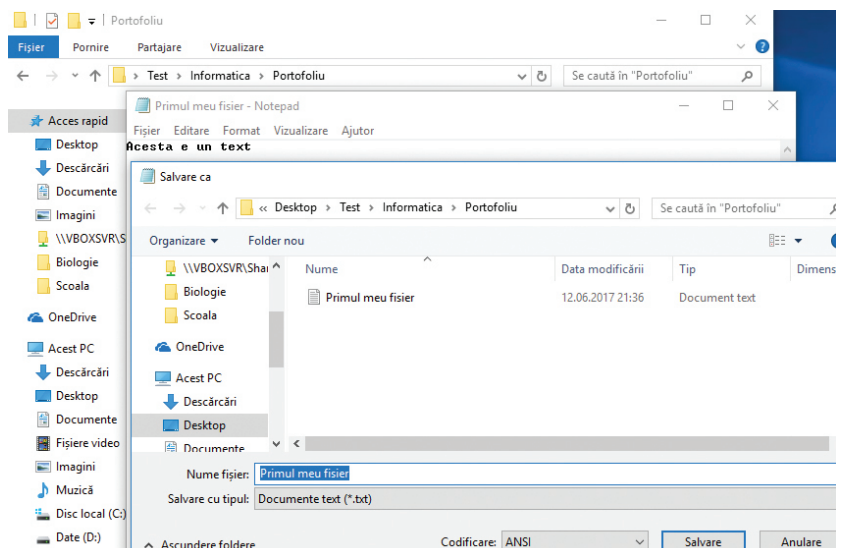 Portofoliu
Fișier Pornire Partajare Vizualizare
Test Informatica Portofoliu Se caută în "Portofoliu"
Primul meu fisier - Notepad
Fișier Editare Format Vizualizare Ajutor
Acesta e un text
Acces rapid
Desktop
Descărcări
Documente
Imagini
\\VBOXSVR\S
Biologie
Scoala
OneDrive
Acest PC
Descărcări
Desktop
Documente
Fișiere video
Imagini
Muzică
Disc local (C:)
Date (D:)
Salvare ca
« Desktop Test Informatica Portofoliu Se caută în "Portofoliu"
Organizare Folder nou
\\VBOXSVR\Shar
Biologie
Scoala
OneDrive
Acest PC
Descărcări
Desktop
Documente
Nume Data modificării Tip Dimens
Primul meu fisier 12.06.2017 21:36 Document text
Nume fișier: Primul meu fisier
Salvare cu tipul: Documente text (*.txt)
Ascundere foldere Codificare: ANSI Salvare Anulare